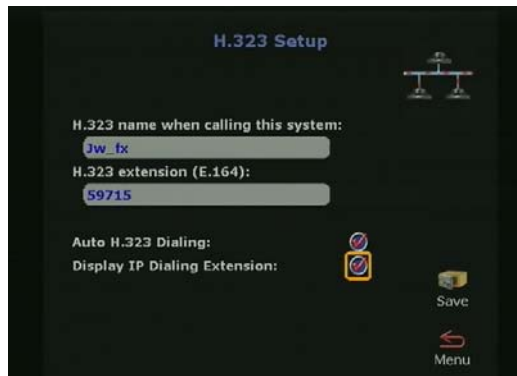 H.323 Setup
H.323 name when calling this system:
Jw_fx
H.323 extension (E.164):
59715
Auto H.323 Dialing:
Display IP Dialing Extension:
Save
Menu